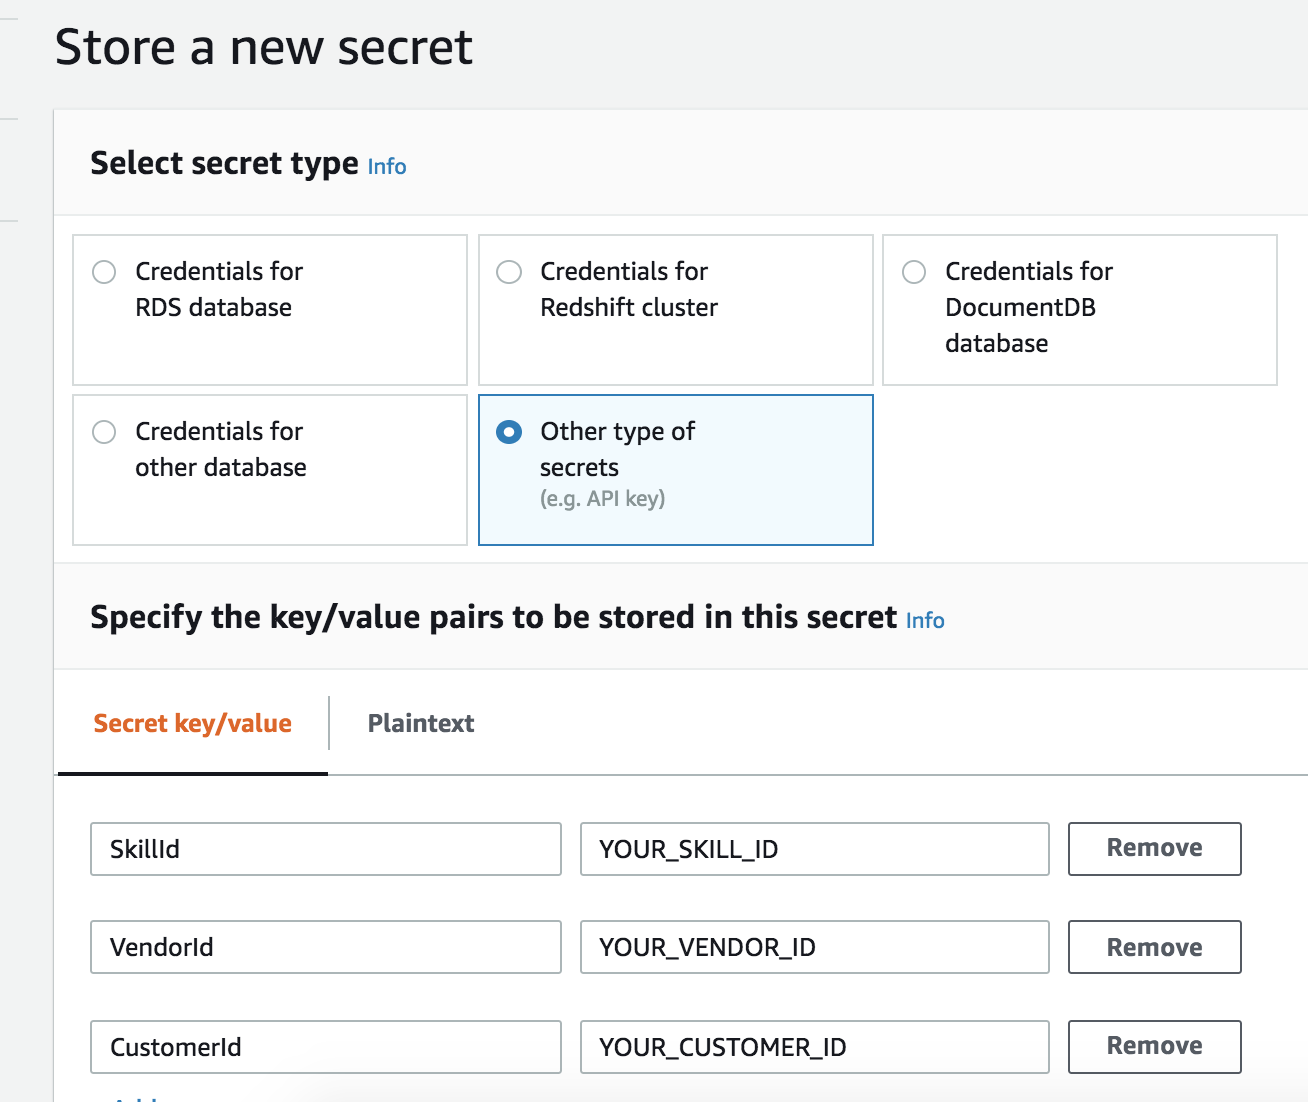 Store a new secret
Select secret type Info
Credentials for
RDS database
Credentials for
Redshift cluster
Credentials for
DocumentDB
database
Credentials for
other database
Other type of
secrets
(e.g. API key)
Specify the key/value pairs to be stored in this secret Info
Secret key/value
Plaintext
SkillId
YOUR_SKILL_ID
Remove
VendorId
YOUR_VENDOR_ID
Remove
CustomerId
YOUR_CUSTOMER_ID
Remove